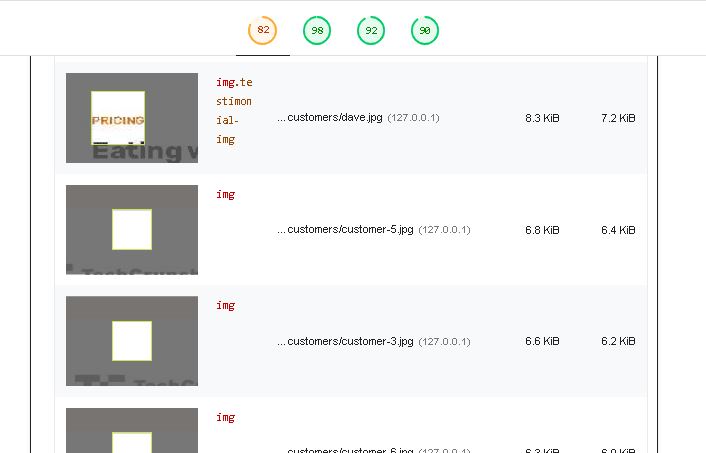 82 98 92 90
img.te
stimon
ial-
img
PRICING
Eating w
...customers/dave.jpg (127.0.0.1) 8.3 KiB 7.2 KiB
img
TechCrunch
...customers/customer-5.jpg (127.0.0.1) 6.8 KiB 6.4 KiB
img
TechC
...customers/customer-3.jpg (127.0.0.1) 6.6 KiB 6.2 KiB
img
...customers/customer-6.jpg (127.0.0.1) 6.3 KiB 6.0 KiB